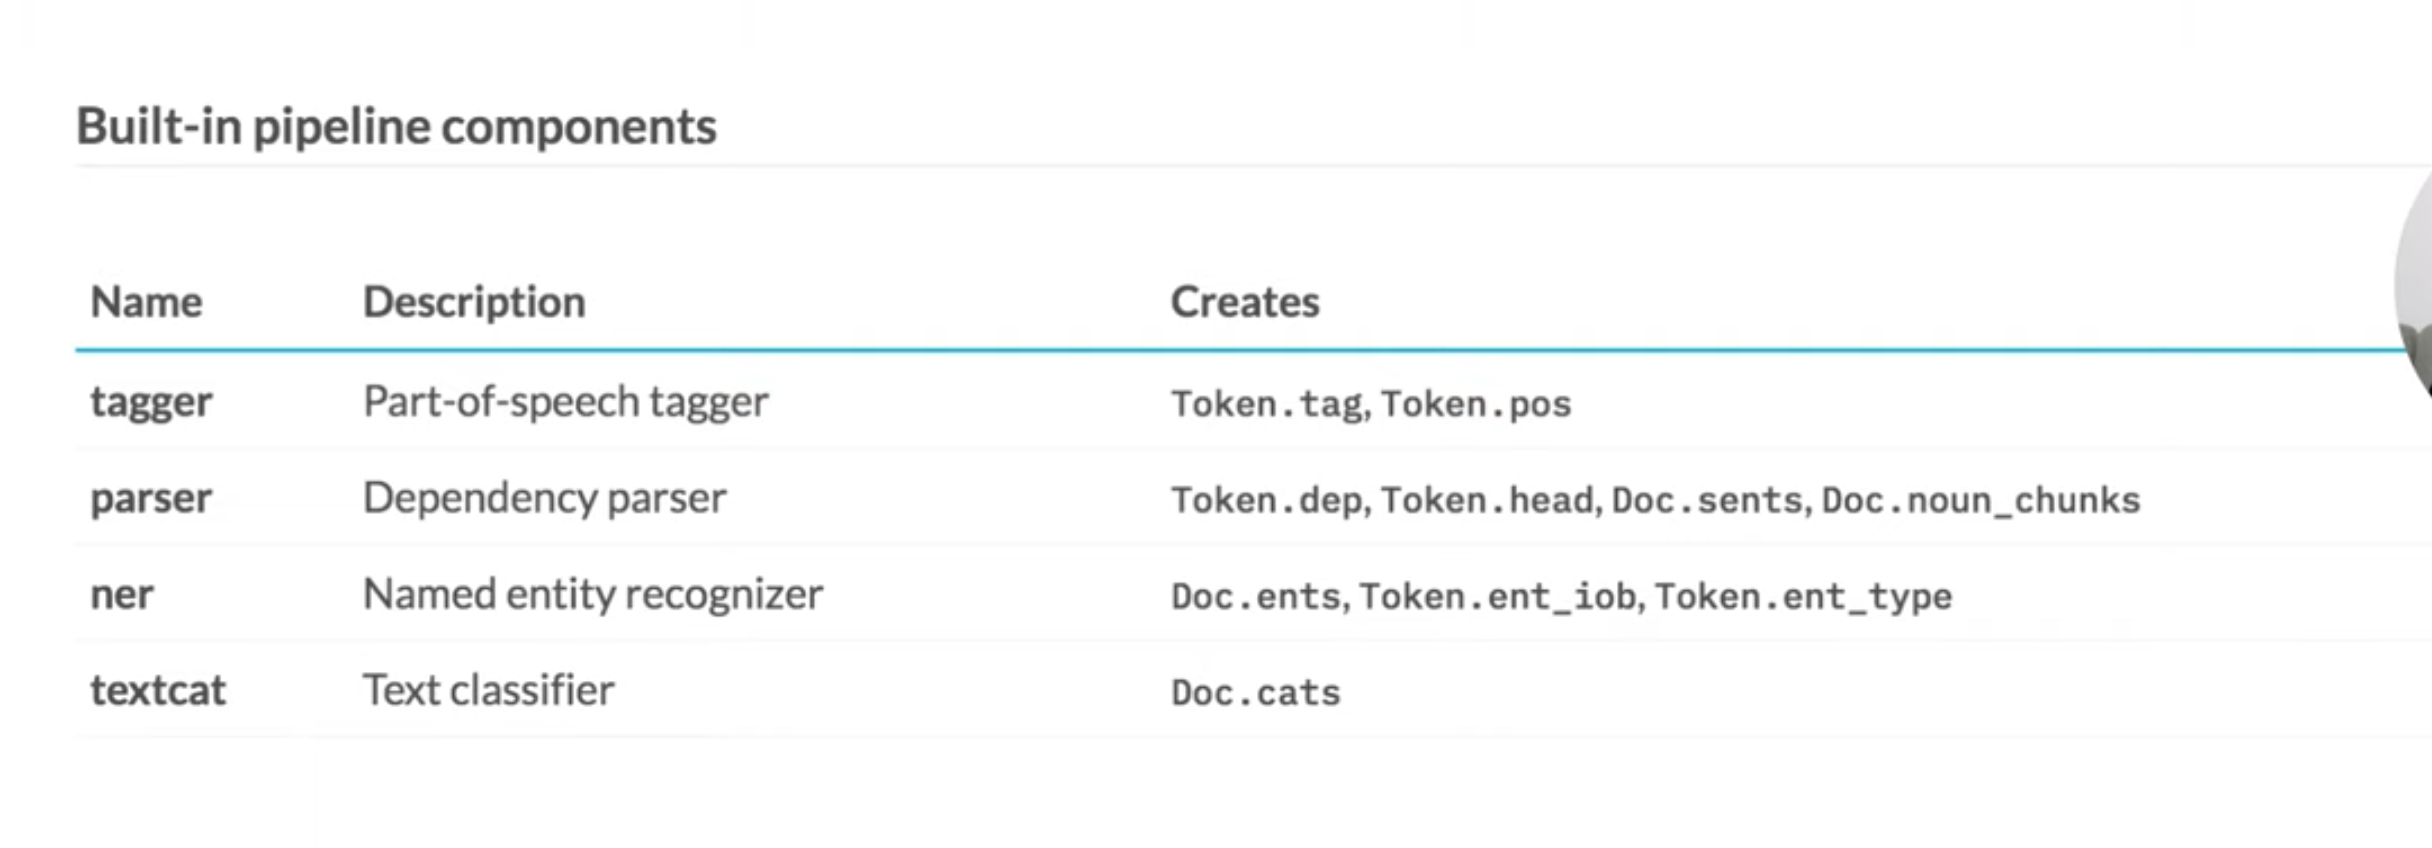 Built-in pipeline components
Name Description Creates
tagger Part-of-speech tagger Token.tag, Token.pos
parser Dependency parser Token.dep, Token.head, Doc.sents, Doc.noun_chunks
ner Named entity recognizer Doc.ents, Token.ent_iob, Token.ent_type
textcat Text classifier Doc.cats